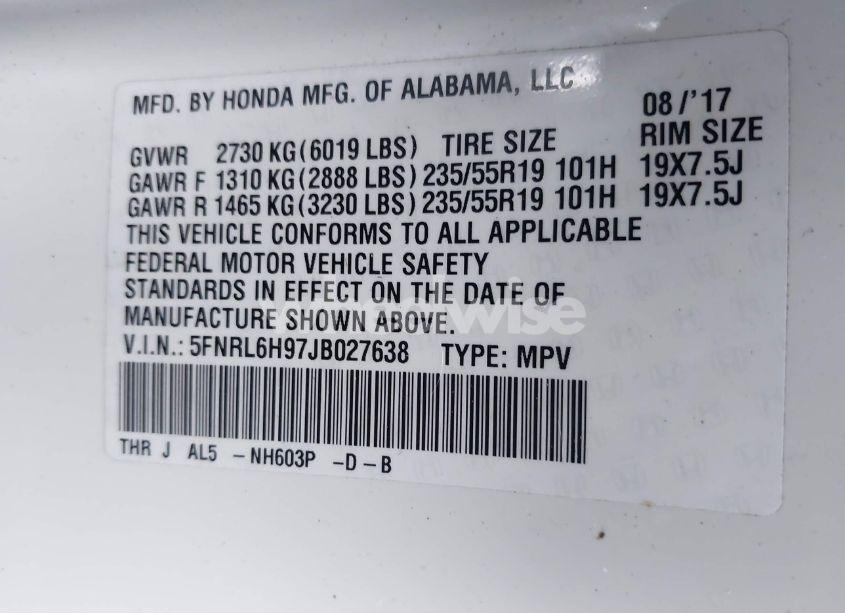 MFD. BY HONDA MFG. OF ALABAMA, LLC 08/'17
GVWR 2730 KG(6019 LBS) TIRE SIZE RIM SIZE
GAWR F 1310 KG(2888 LBS) 235/55R19 101H 19X7.5J
GAWR R 1465 KG(3230 LBS) 235/55R19 101H 19X7.5J
THIS VEHICLE CONFORMS TO ALL APPLICABLE
FEDERAL MOTOR VEHICLE SAFETY
STANDARDS IN EFFECT ON THE DATE OF
MANUFACTURE SHOWN ABOVE.
V.I.N.: 5FNRL6H97JB027638 TYPE: MPV
THR J AL5 -NH603P -D-B